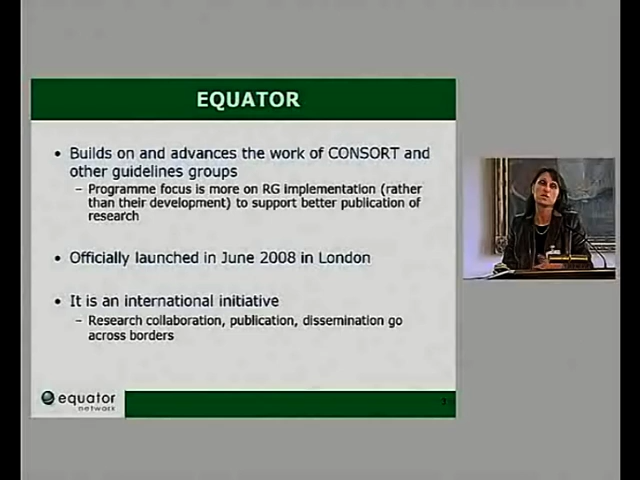 EQUATOR
• Builds on and advances the work of CONSORT and
other guidelines groups
– Programme focus is more on RG implementation (rather
than their development) to support better publication of
research
• Officially launched in June 2008 in London
• It is an international initiative
– Research collaboration, publication, dissemination go
across borders
equator
network